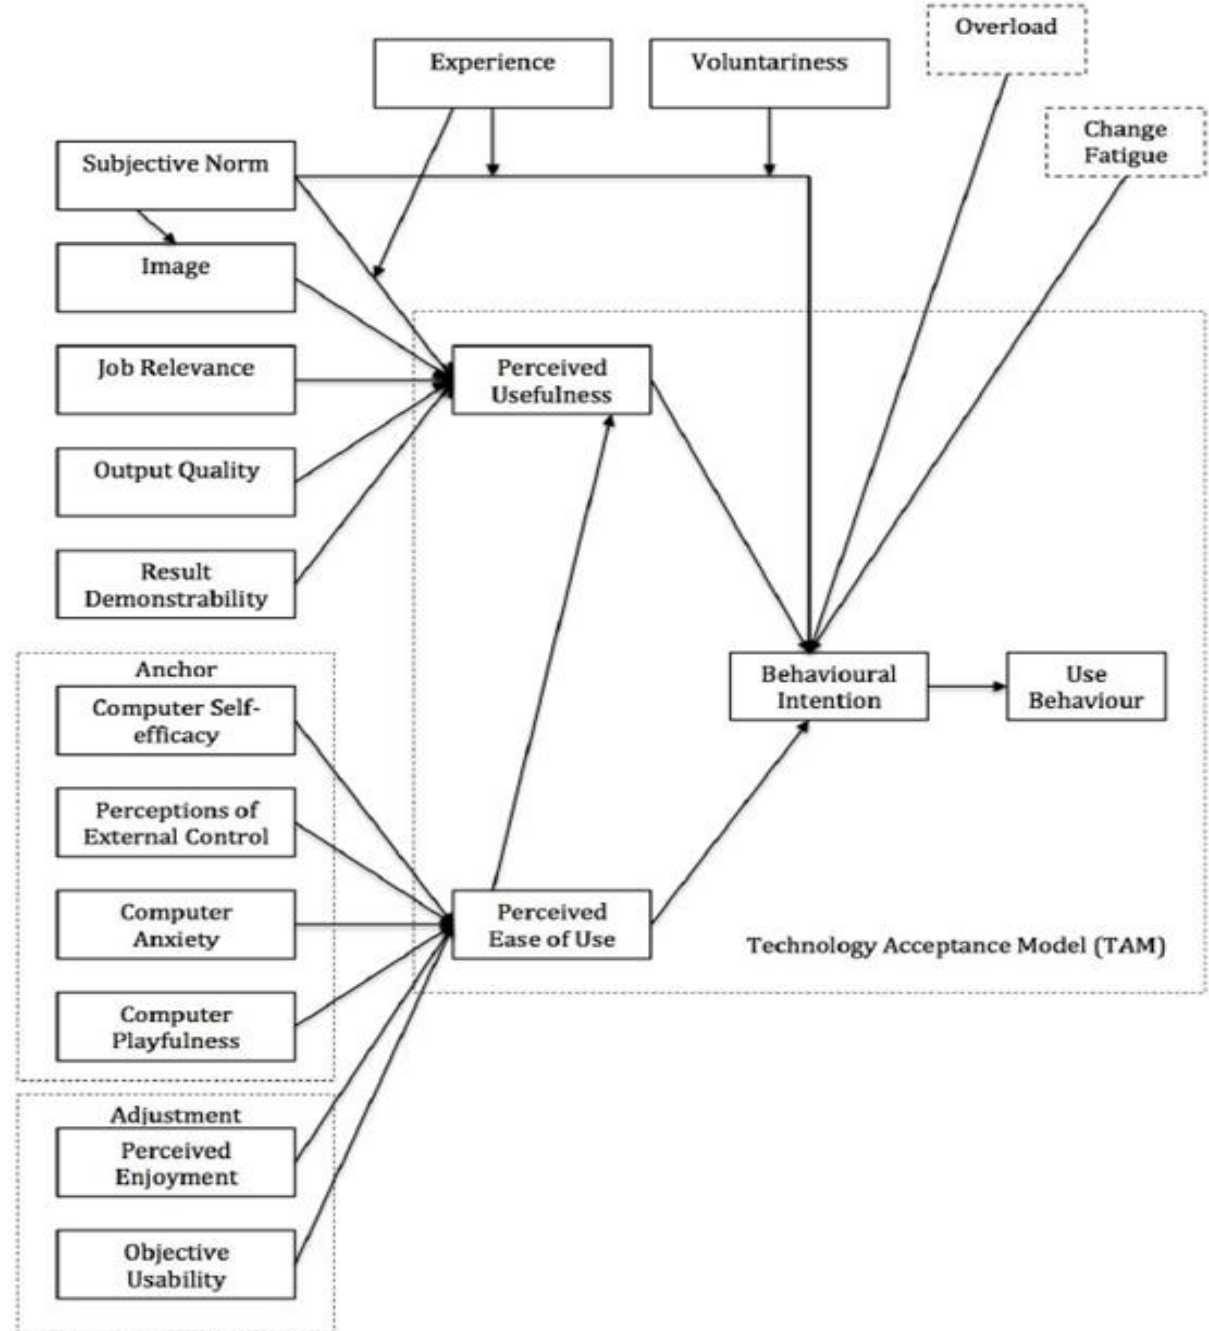 Overload
Experience
Voluntariness
Change
Fatigue
Subjective Norm
Image
Job Relevance
Perceived
Usefulness
Output Quality
Result
Demonstrability
Anchor
Computer Self-
efficacy
Behavioural
Intention
Use
Behaviour
Perceptions of
External Control
Computer
Anxiety
Perceived
Ease of Use
Technology Acceptance Model (TAM)
Computer
Playfulness
Adjustment
Perceived
Enjoyment
Objective
Usability